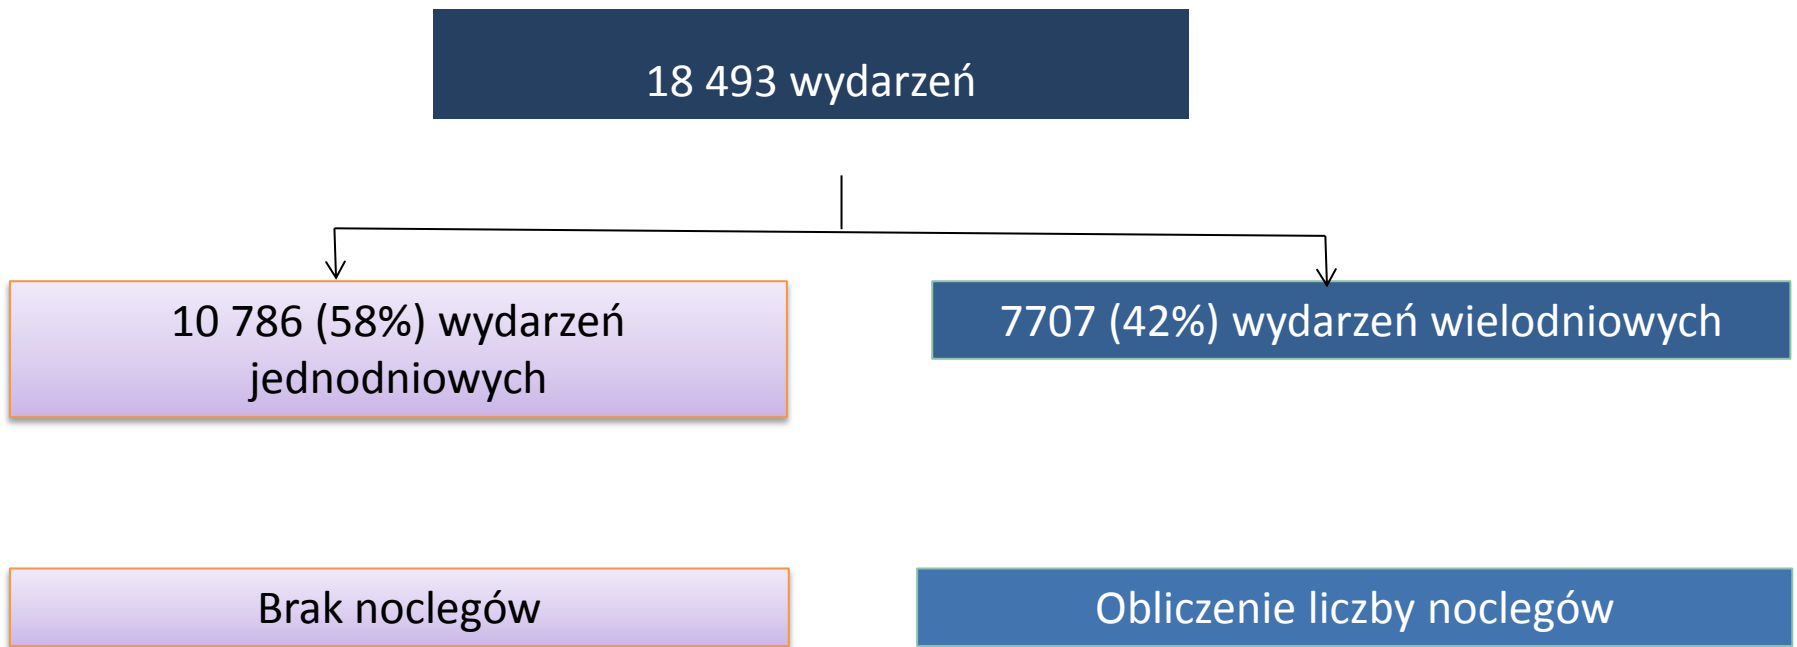 18 493 wydarzeń
10 786 (58%) wydarzeń
jednodniowych
7707 (42%) wydarzeń wielodniowych
Brak noclegów
Obliczenie liczby noclegów